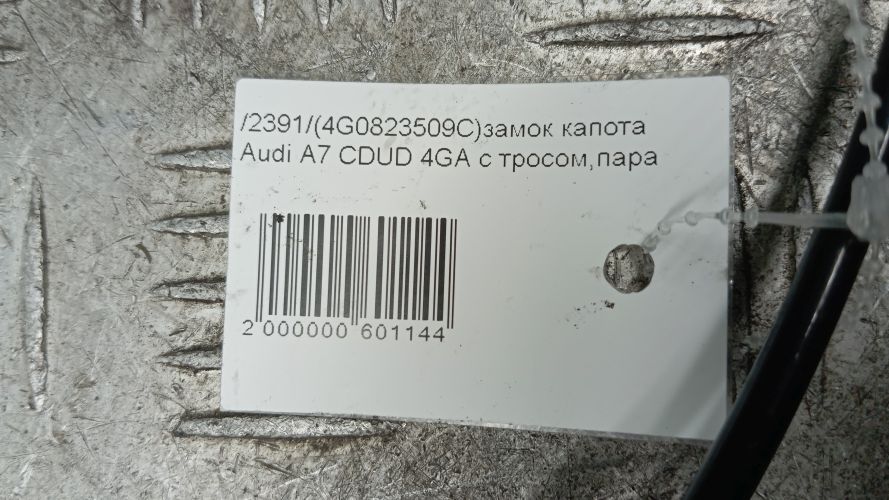 /2391/(4G0823509C)замок капота
Audi A7 CDUD 4GA с тросом,пара
2 000000 601144